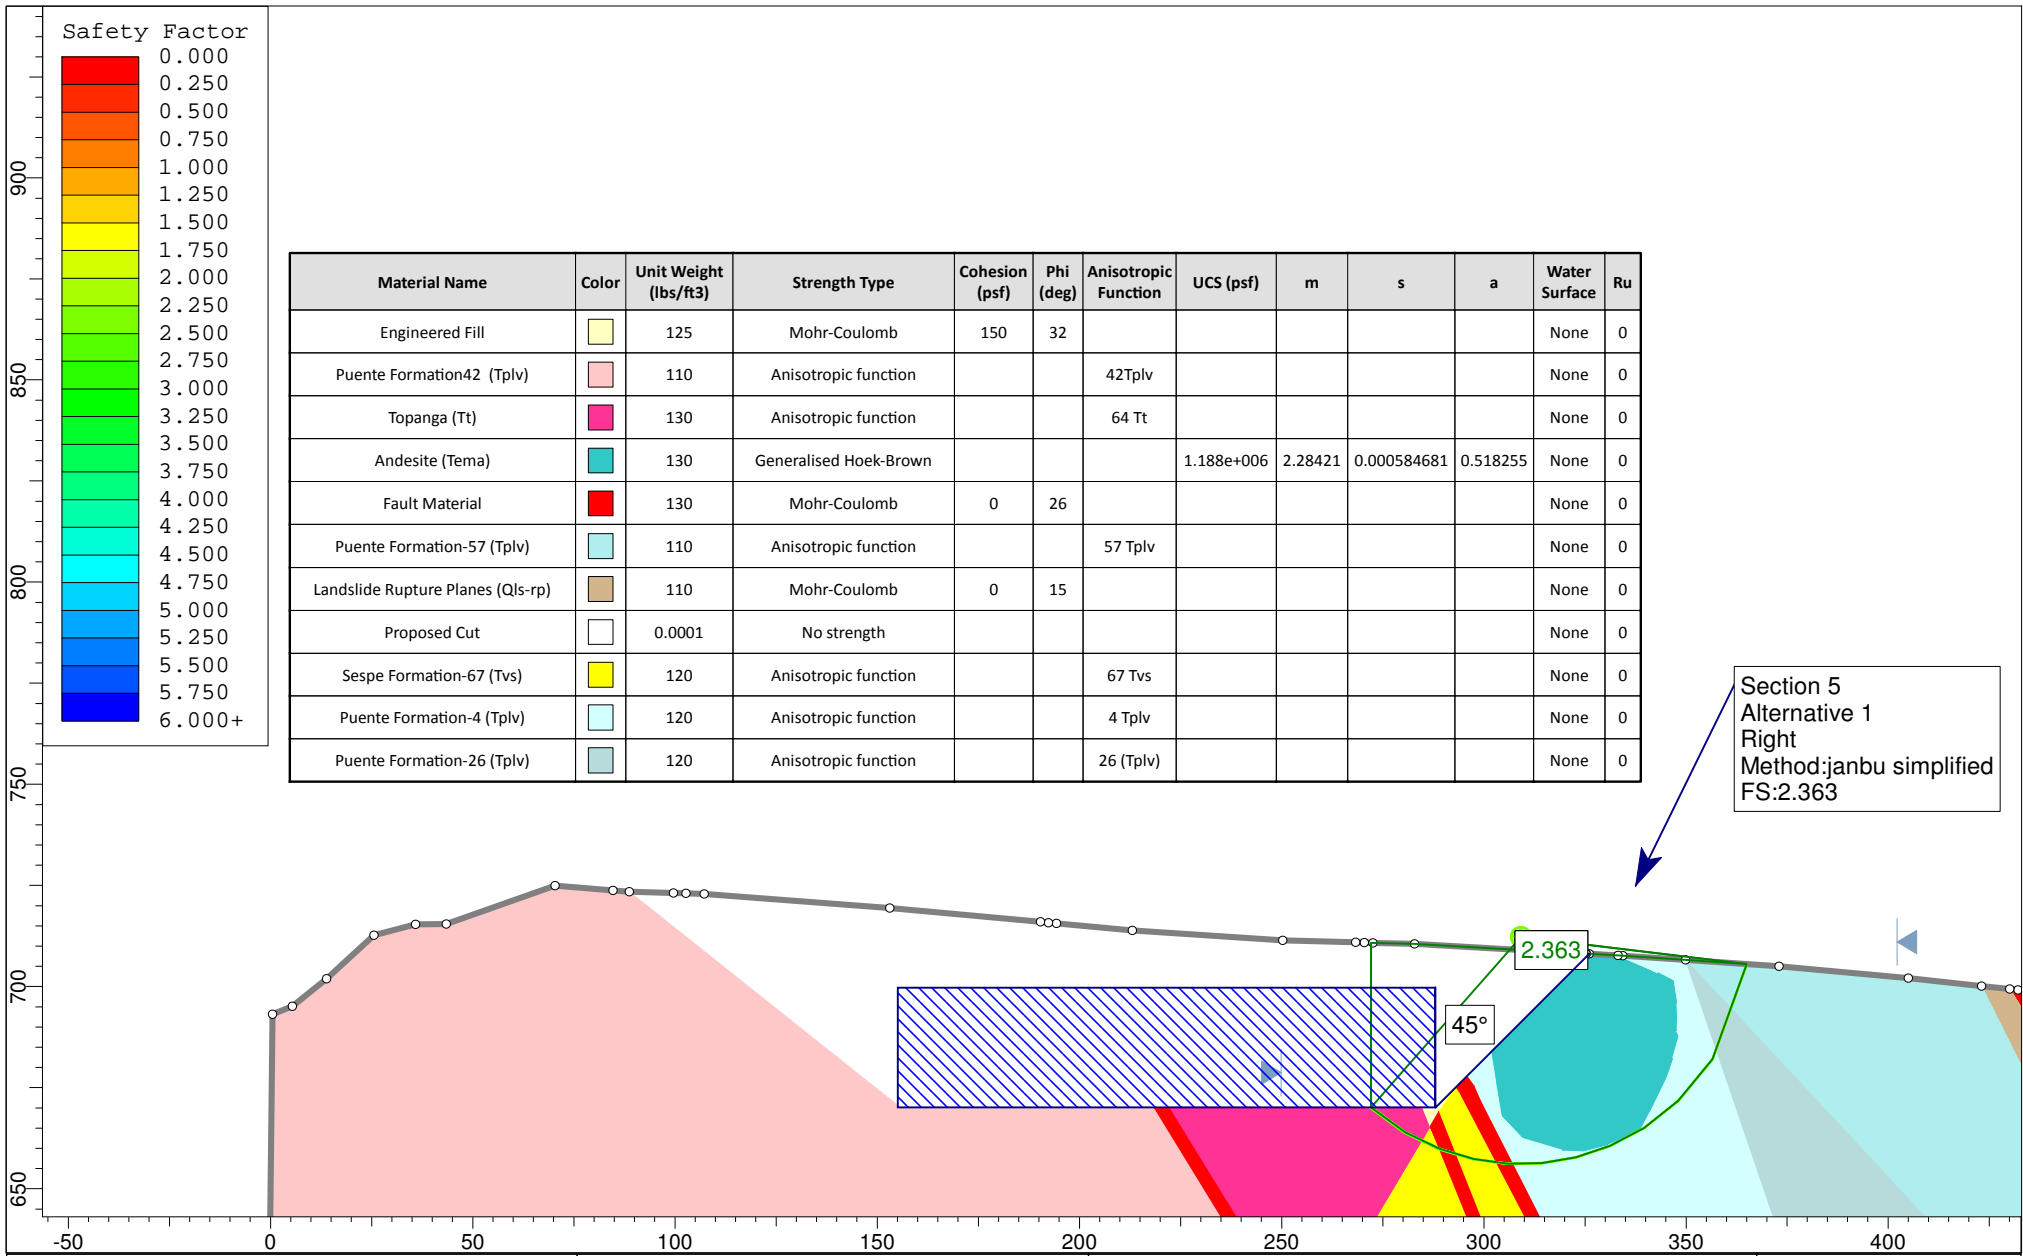 Safety Factor
0.000
0.250
0.500
0.750
1.000
1.250
1.500
1.750
2.000
2.250
2.500
2.750
3.000
3.250
3.500
3.750
4.000
4.250
4.500
4.750
5.000
5.250
5.500
5.750
6.000+
900
850
800
750
700
650
Material Name Color Unit Weight (lbs/ft3) Strength Type Cohesion (psf) Phi (deg) Anisotropic Function UCS (psf) m s a Water Surface Ru
Engineered Fill 125 Mohr-Coulomb 150 32 None 0
Puente Formation42 (Tplv) 110 Anisotropic function 42Tplv None 0
Topanga (Tt) 130 Anisotropic function 64 Tt None 0
Andesite (Tema) 130 Generalised Hoek-Brown 1.188e+006 2.28421 0.000584681 0.518255 None 0
Fault Material 130 Mohr-Coulomb 0 26 None 0
Puente Formation-57 (Tplv) 110 Anisotropic function 57 Tplv None 0
Landslide Rupture Planes (Qls-rp) 110 Mohr-Coulomb 0 15 None 0
Proposed Cut 0.0001 No strength None 0
Sespe Formation-67 (Tvs) 120 Anisotropic function 67 Tvs None 0
Puente Formation-4 (Tplv) 120 Anisotropic function 4 Tplv None 0
Puente Formation-26 (Tplv) 120 Anisotropic function 26 (Tplv) None 0
Section 5
Alternative 1
Right
Method:janbu simplified
FS:2.363
2.363
45°
-50 0 50 100 150 200 250 300 350 400